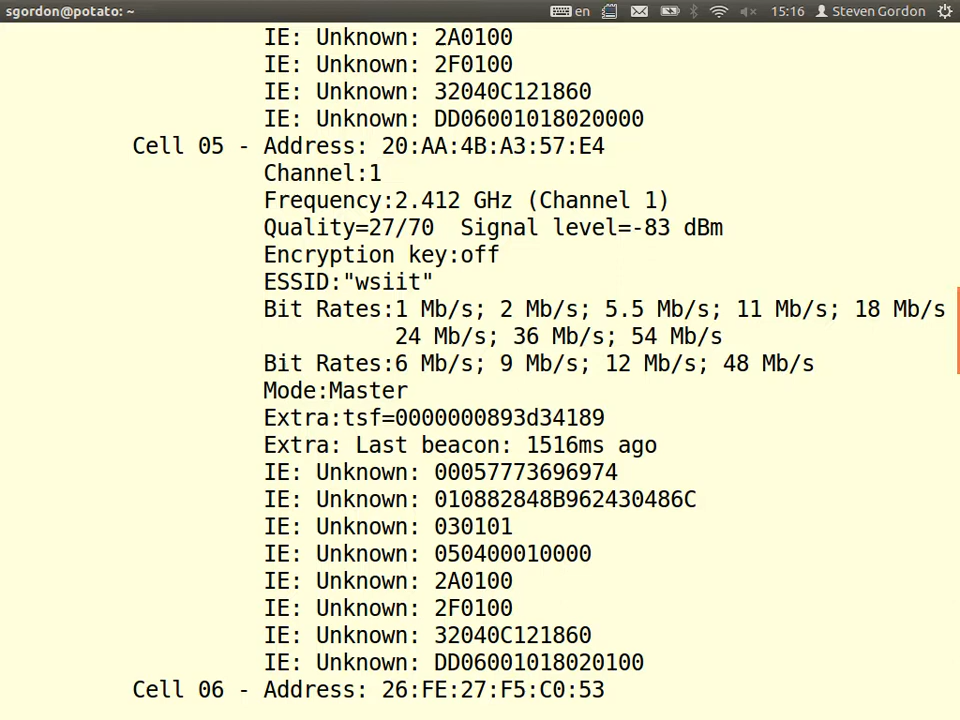 sgordon@potato: ~ en 15:16 Steven Gordon
IE: Unknown: 2A0100
IE: Unknown: 2F0100
IE: Unknown: 32040C121860
IE: Unknown: DD06001018020000
Cell 05 - Address: 20:AA:4B:A3:57:E4
Channel:1
Frequency:2.412 GHz (Channel 1)
Quality=27/70  Signal level=-83 dBm
Encryption key:off
ESSID:"wsiit"
Bit Rates:1 Mb/s; 2 Mb/s; 5.5 Mb/s; 11 Mb/s; 18 Mb/s
24 Mb/s; 36 Mb/s; 54 Mb/s
Bit Rates:6 Mb/s; 9 Mb/s; 12 Mb/s; 48 Mb/s
Mode:Master
Extra:tsf=0000000893d34189
Extra: Last beacon: 1516ms ago
IE: Unknown: 00057773696974
IE: Unknown: 010882848B962430486C
IE: Unknown: 030101
IE: Unknown: 050400010000
IE: Unknown: 2A0100
IE: Unknown: 2F0100
IE: Unknown: 32040C121860
IE: Unknown: DD06001018020100
Cell 06 - Address: 26:FE:27:F5:C0:53